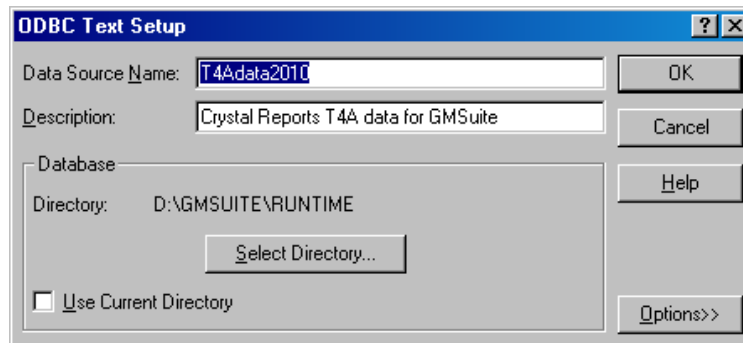 ODBC Text Setup
Data Source Name: T4Adata2010
OK
Description: Crystal Reports T4A data for GMSuite
Cancel
Database
Help
Directory: D:\GMSUITE\RUNTIME
Select Directory...
Use Current Directory
Options>>